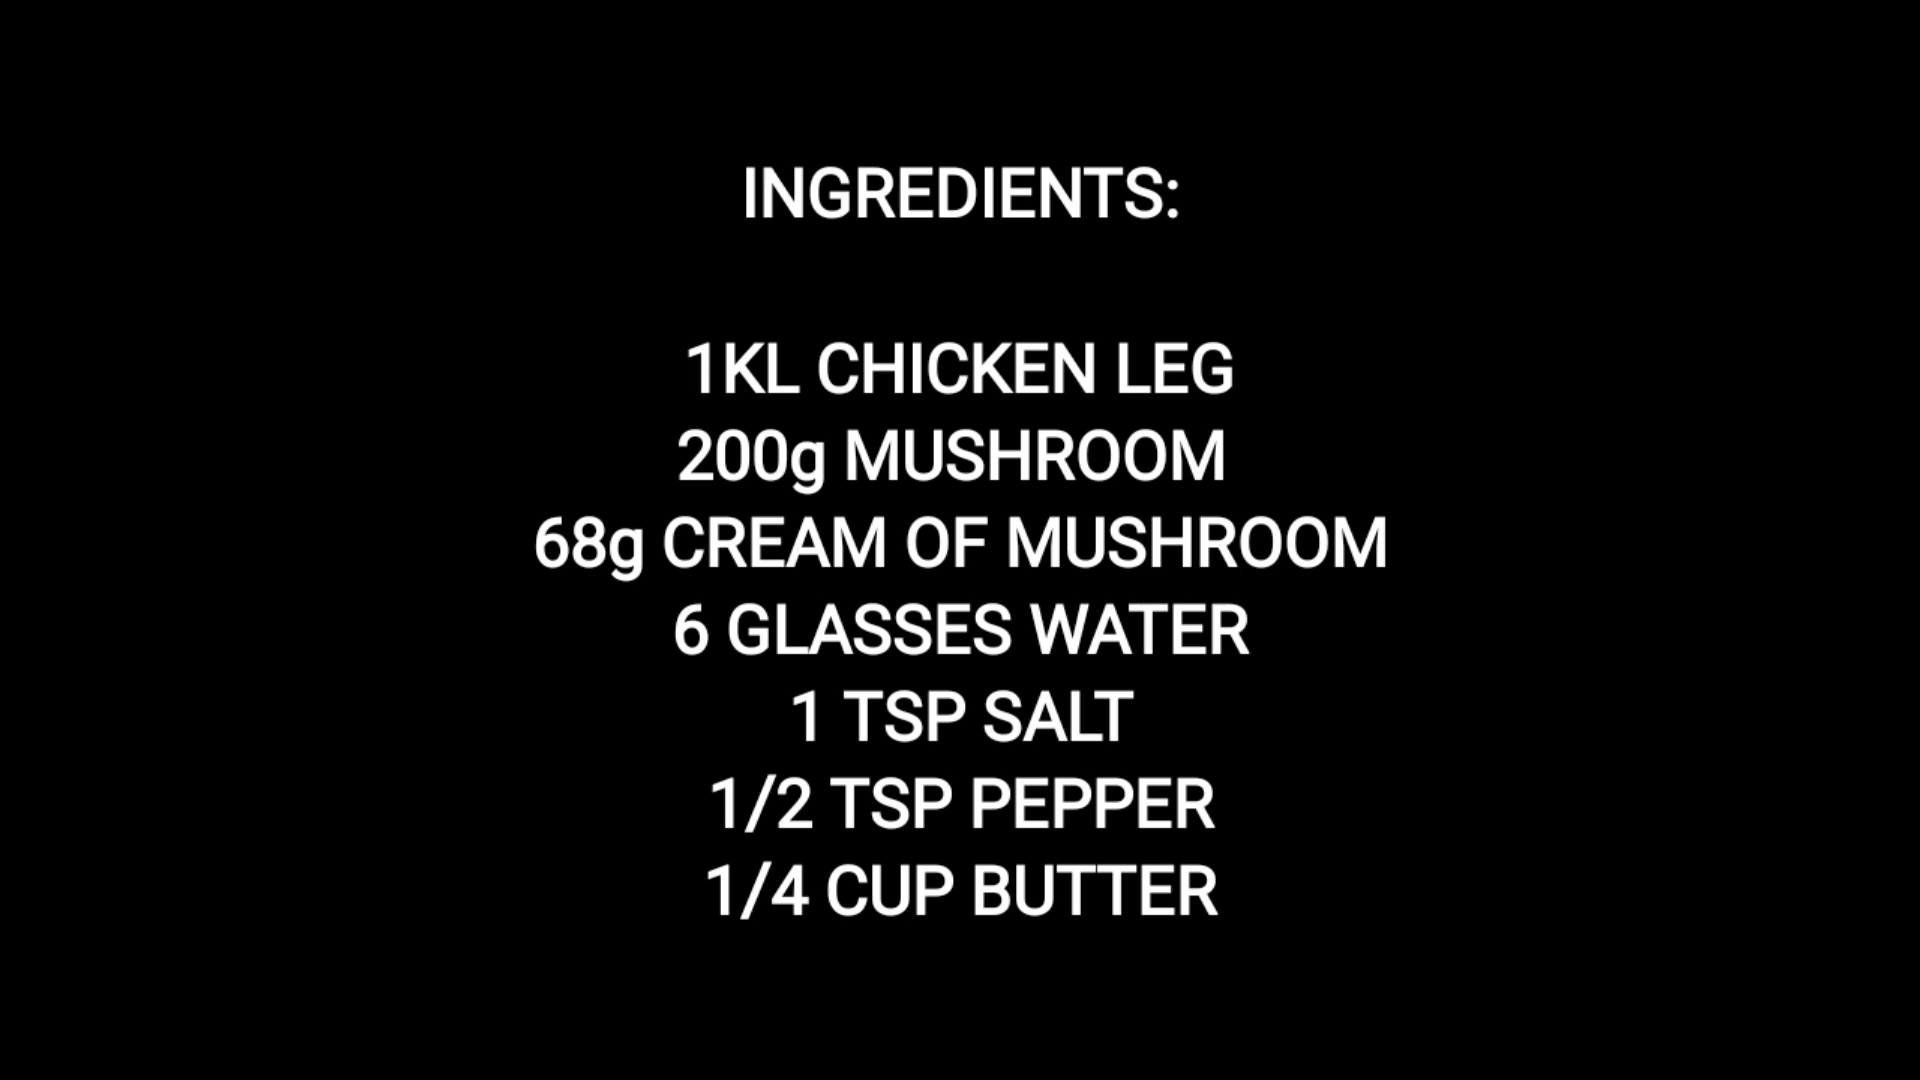 INGREDIENTS:
1KL CHICKEN LEG
200g MUSHROOM
68g CREAM OF MUSHROOM
6 GLASSES WATER
1 TSP SALT
1/2 TSP PEPPER
1/4 CUP BUTTER